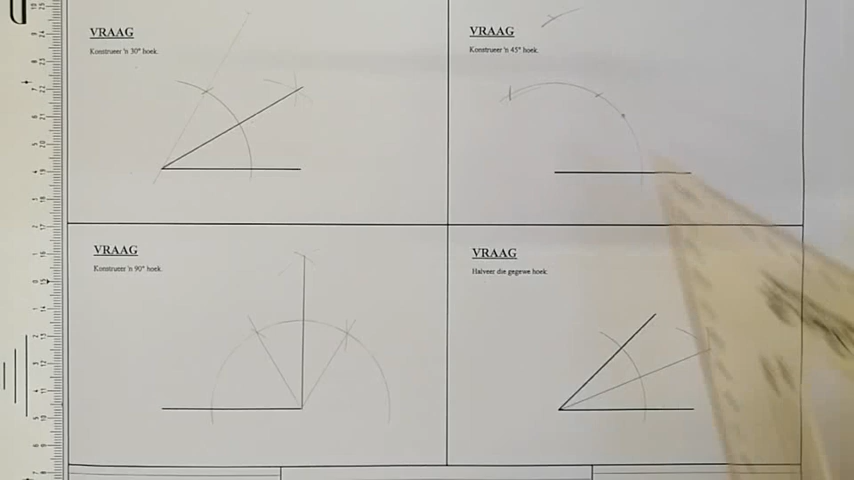 VRAAG
Konstrueer 'n 30° hoek.
VRAAG
Konstrueer 'n 45° hoek.
VRAAG
Konstrueer 'n 90° hoek.
VRAAG
Halveer die gegewe hoek.